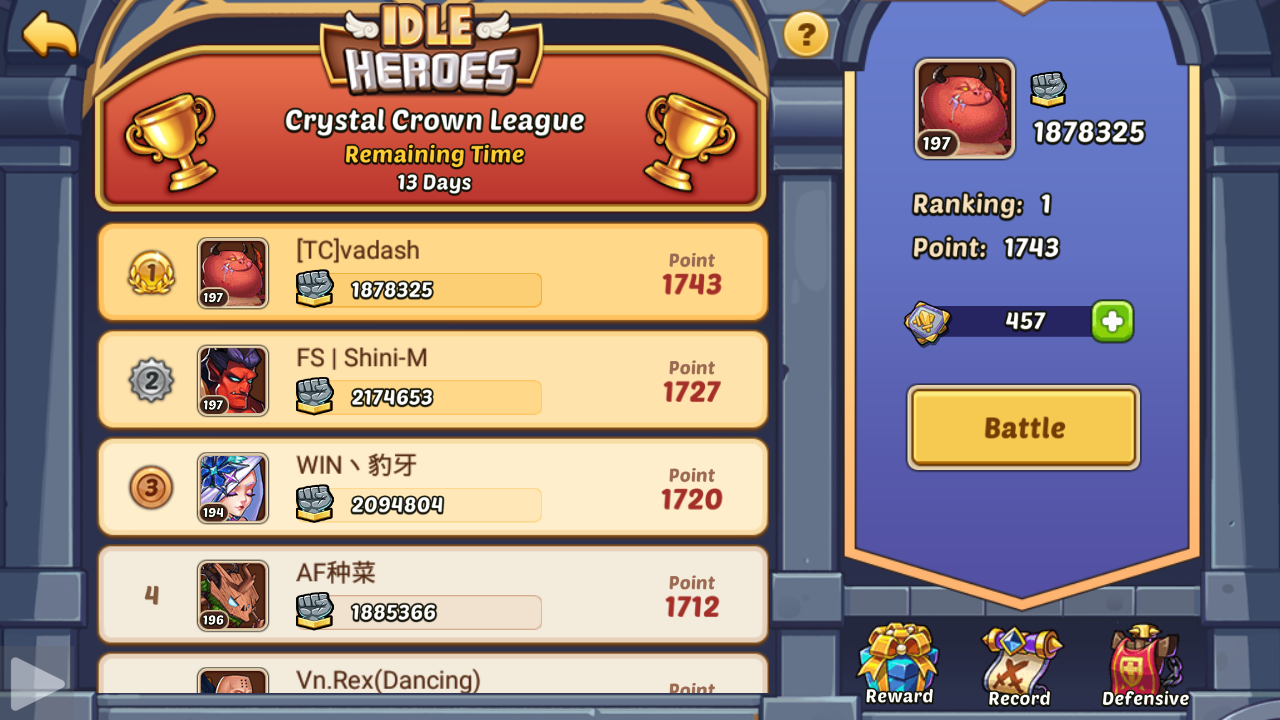 IDLE
HEROES
?
Crystal Crown League
Remaining Time
13 Days
1
197
[TC]vadash
1878325
Point
1743
2
197
FS | Shini-M
2174653
Point
1727
3
194
WIN丶豹牙
2094804
Point
1720
4
196
AF种菜
1885366
Point
1712
Vn.Rex(Dancing)
Point
197
1878325
Ranking: 1
Point: 1743
457
Battle
Reward
Record
Defensive